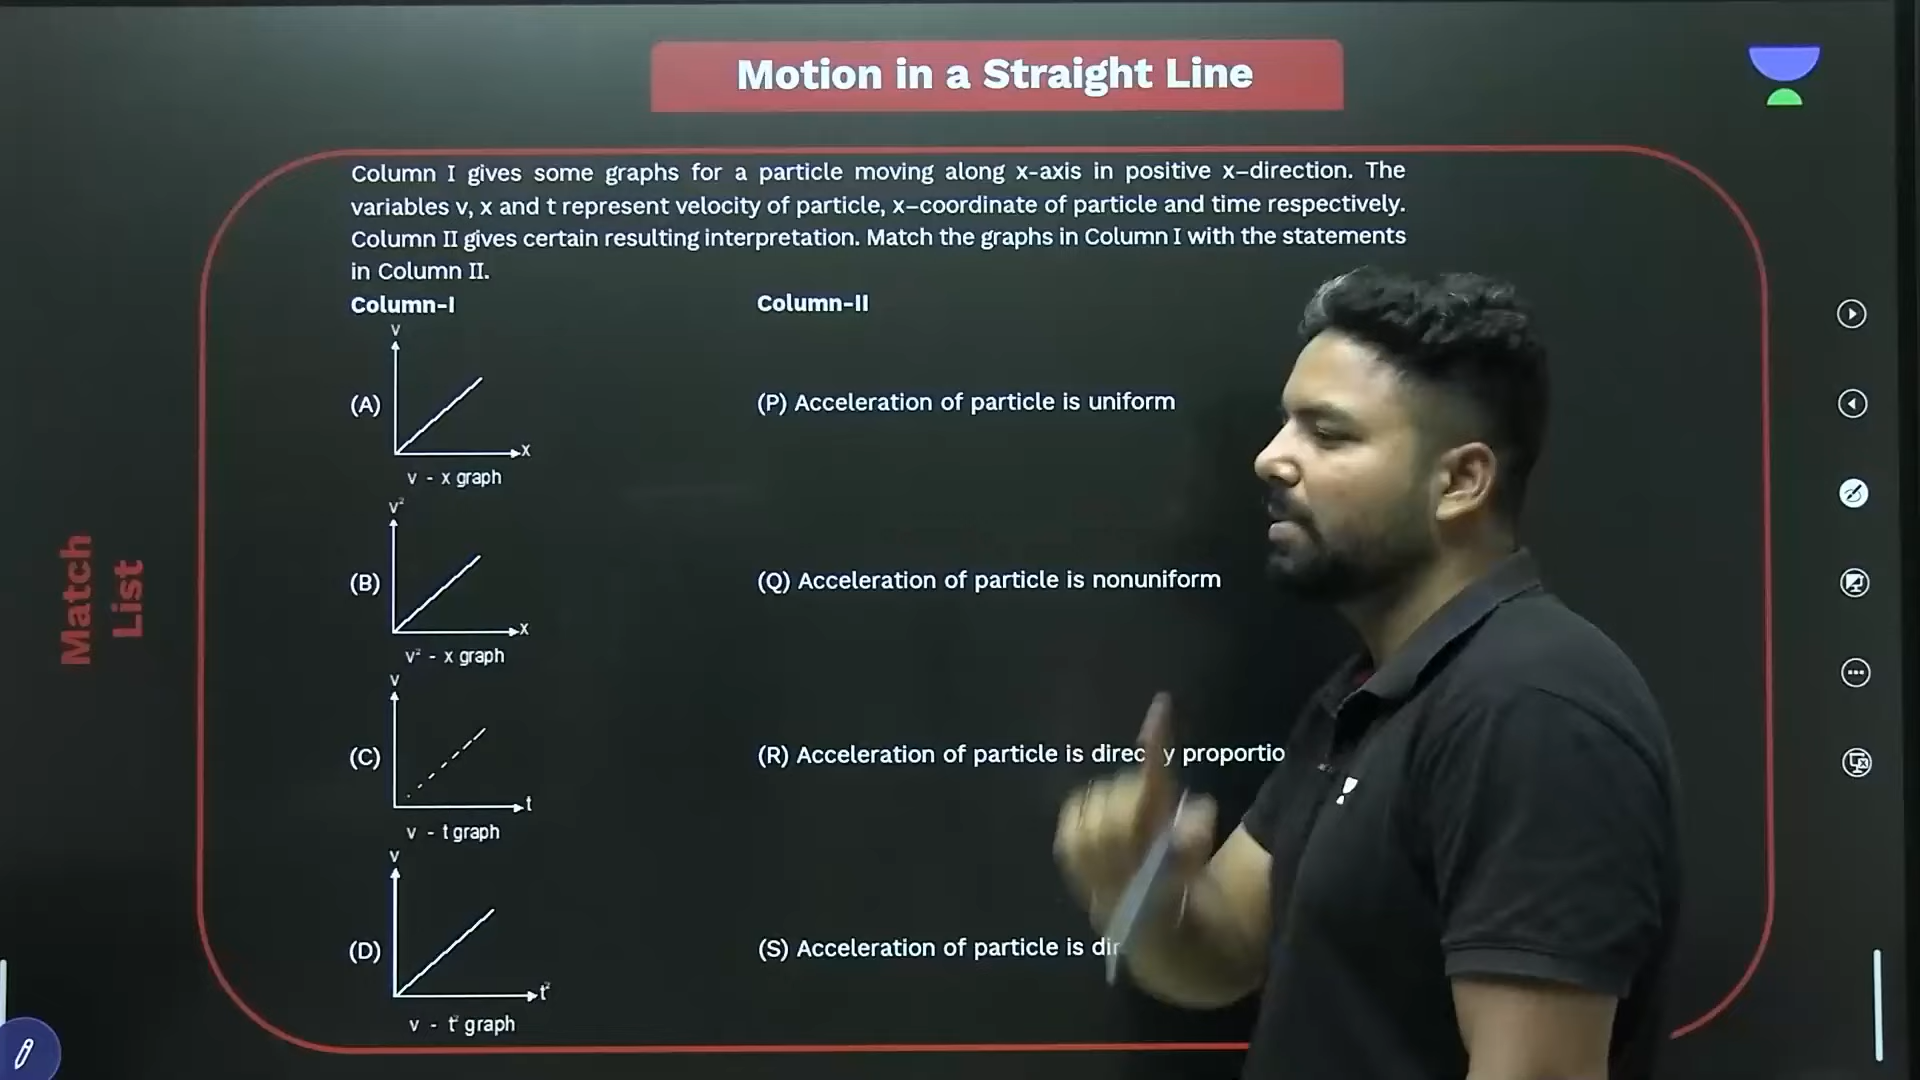 Motion in a Straight Line
Column I gives some graphs for a particle moving along x-axis in positive x–direction. The
variables v, x and t represent velocity of particle, x–coordinate of particle and time respectively.
Column II gives certain resulting interpretation. Match the graphs in Column I with the statements
in Column II.
Column-I
Column-II
v
(A)
x
v - x graph
(P) Acceleration of particle is uniform
v²
(B)
x
v² - x graph
(Q) Acceleration of particle is nonuniform
v
(C)
t
v - t graph
(R) Acceleration of particle is proportio
v
(D)
t²
v - t² graph
(S) Acceleration of particle is
Match
List